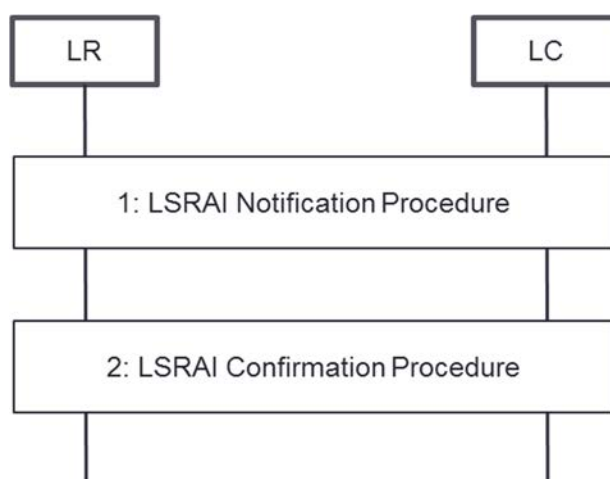 LR
LC
1: LSRAI Notification Procedure
2: LSRAI Confirmation Procedure